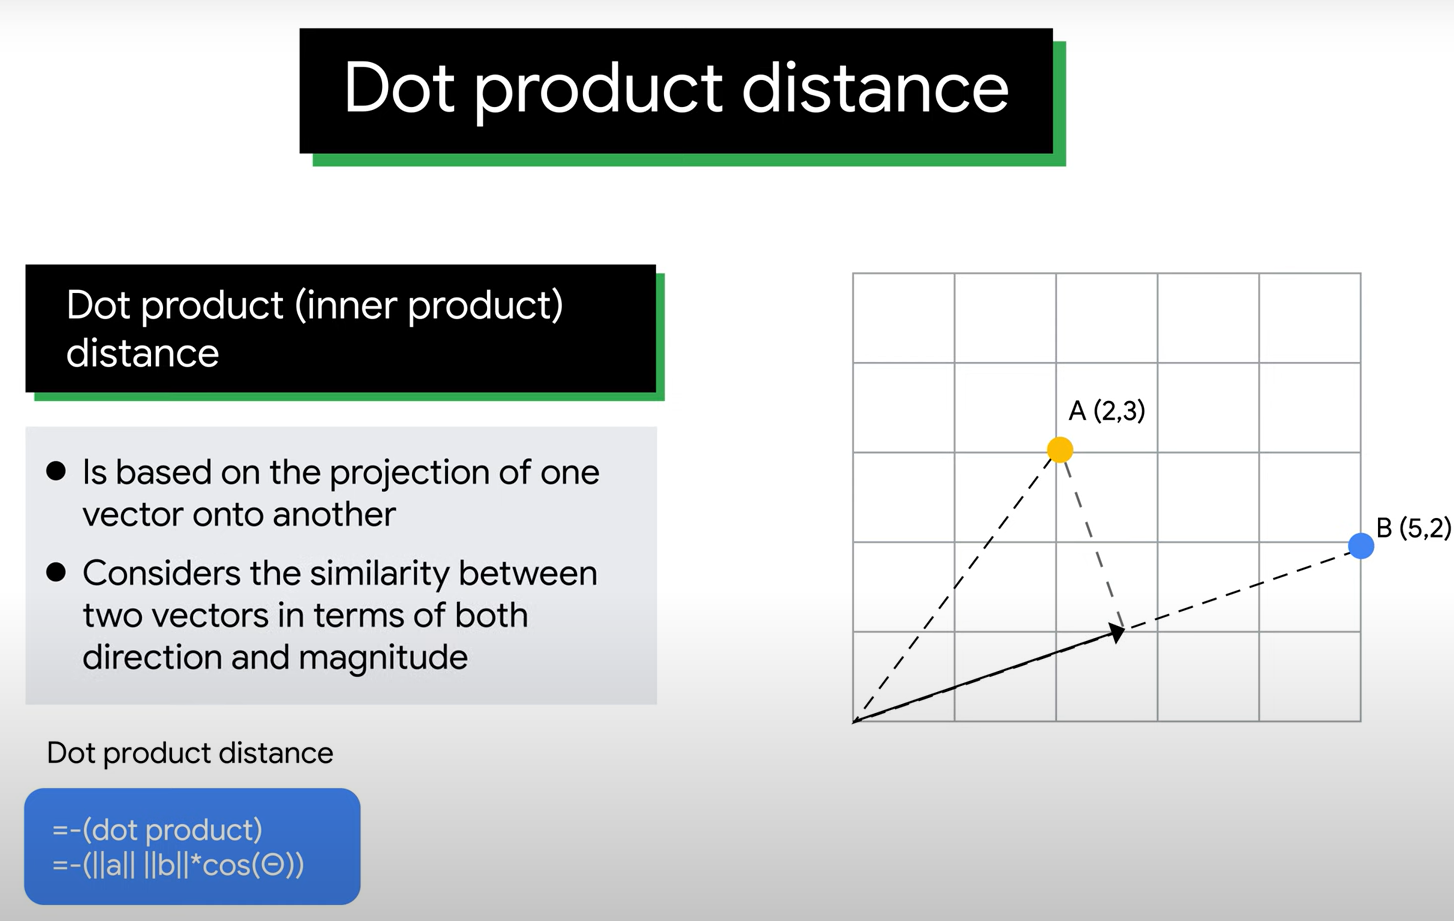 Dot product distance
Dot product (inner product)
distance
● Is based on the projection of one
vector onto another
● Considers the similarity between
two vectors in terms of both
direction and magnitude
Dot product distance
=-(dot product)
=-(||a|| ||b||*cos(Θ))
A (2,3)
B (5,2)